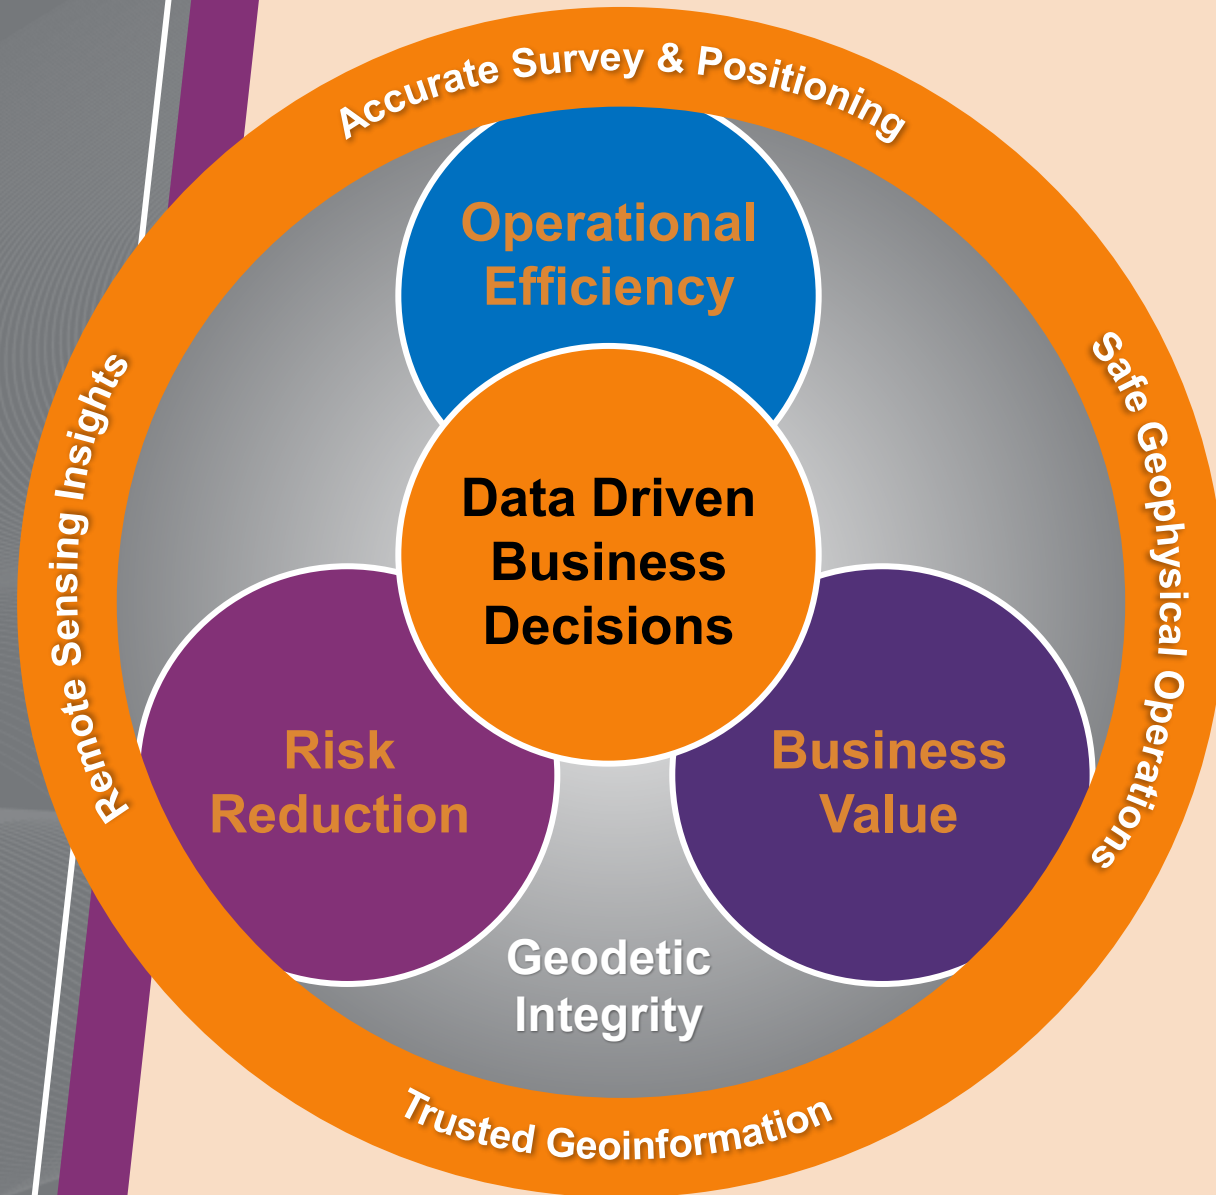 Accurate Survey & Positioning
Operational
Efficiency
Remote Sensing Insights
Safe Geophysical Operations
Data Driven
Business
Decisions
Risk
Reduction
Business
Value
Geodetic
Integrity
Trusted Geoinformation